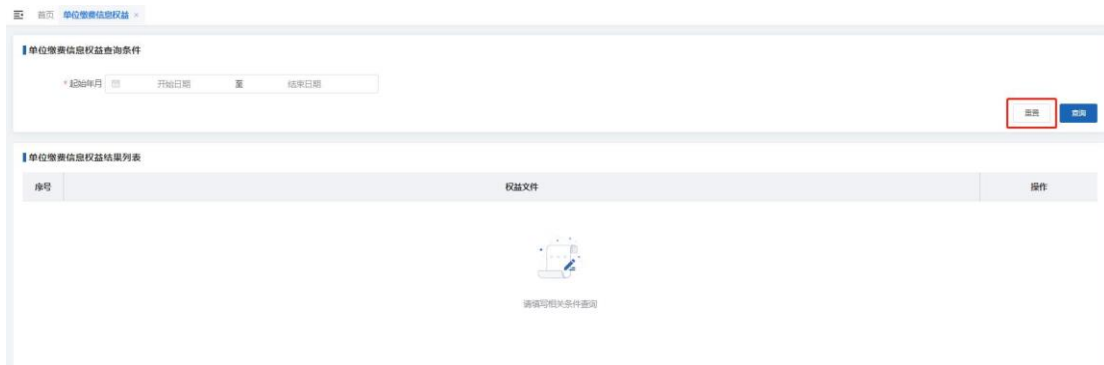 首页 单位缴费信息权益 ×
单位缴费信息权益查询条件
* 起始年月 开始日期 至 结束日期
重置 查询
单位缴费信息权益结果列表
序号 权益文件 操作
请填写相关条件查询